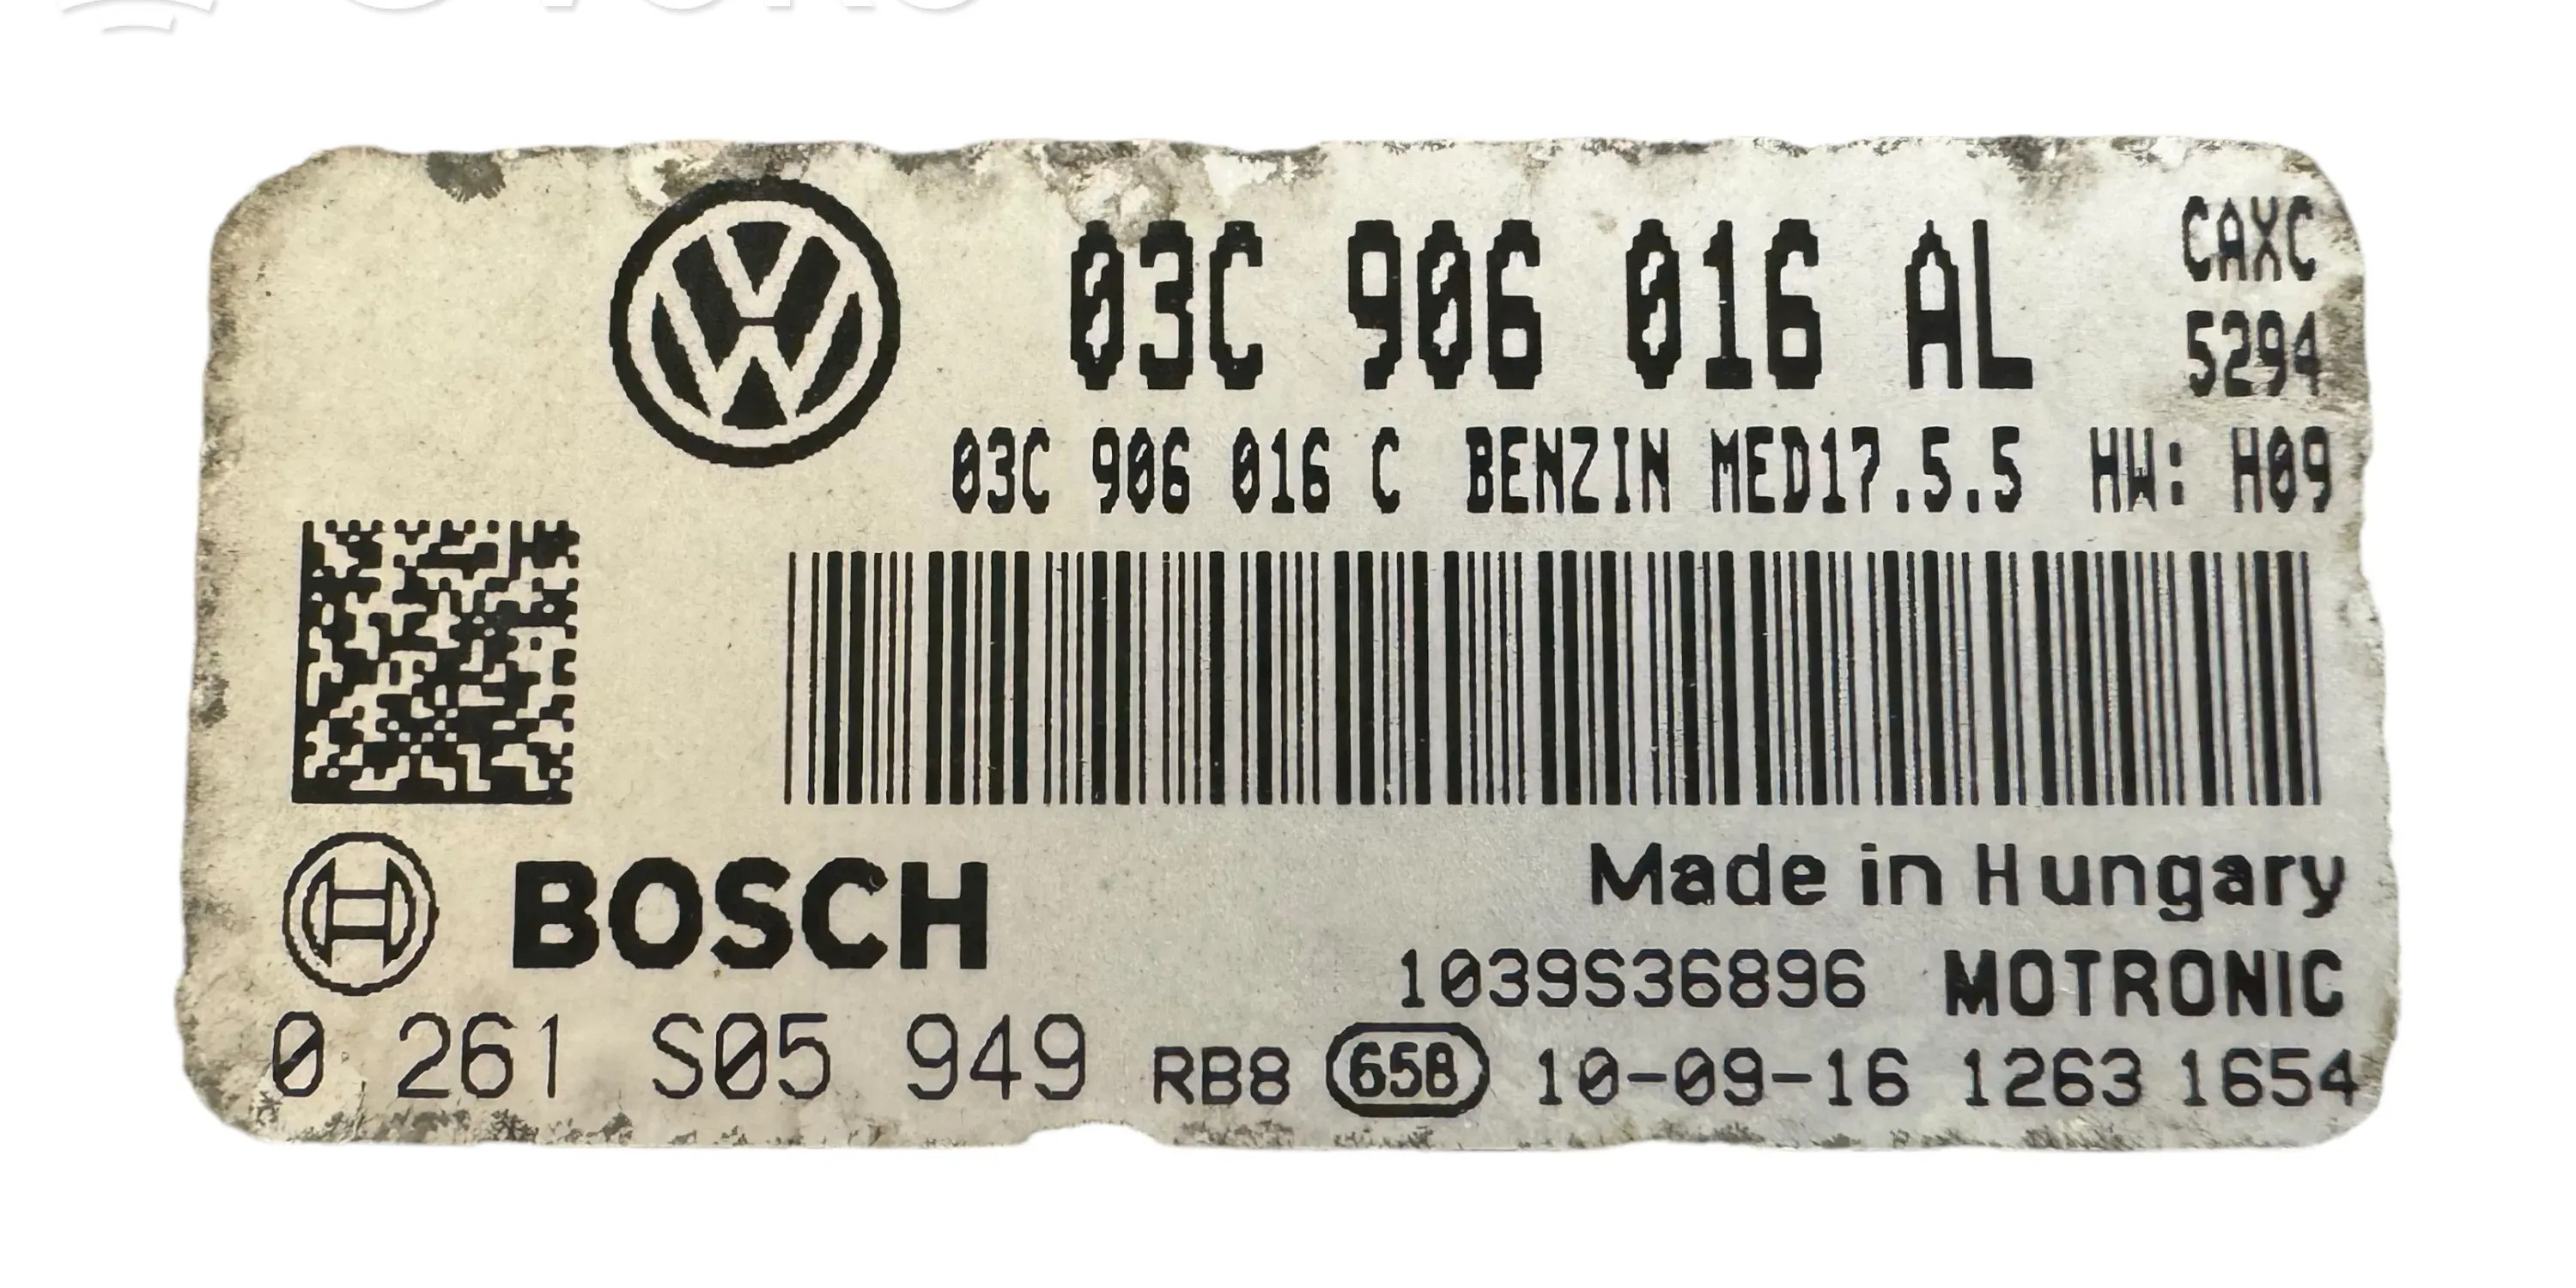 03C 906 016 AL
CAXC
5294
03C 906 016 C BENZIN MED17.5.5 HW: H09
BOSCH
Made in Hungary
1039S36896 MOTRONIC
0 261 S05 949 RB8 658 10-09-16 1263 1654